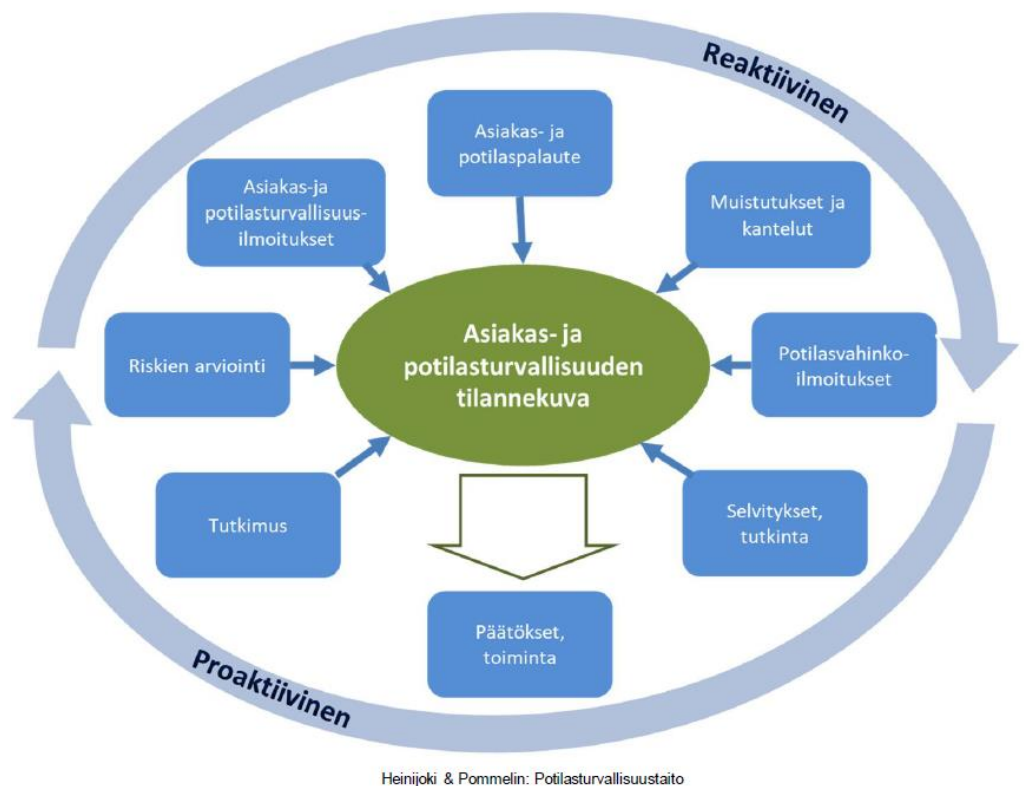 Reaktiivinen
Asiakas- ja
potilaspalaute
Asiakas-ja
potilasturvallisuus-
ilmoitukset
Muistutukset ja
kantelut
Riskien arviointi
Asiakas- ja
potilasturvallisuuden
tilannekuva
Potilasvahinko-
ilmoitukset
Tutkimus
Selvitykset,
tutkinta
Päätökset,
toiminta
Proaktiivinen
Heinijoki & Pommelin: Potilasturvallisuustaito